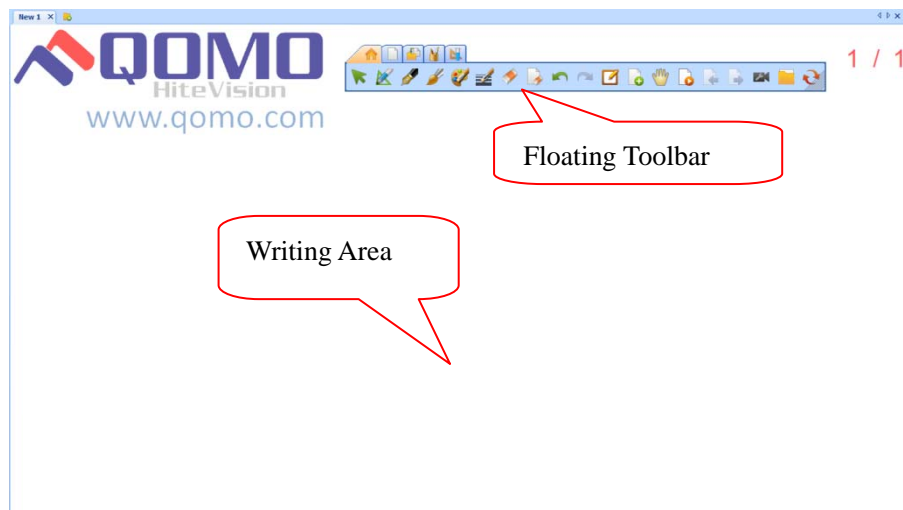 New 1
QOMO
HiteVision
www.qomo.com
1 / 1
Floating Toolbar
Writing Area